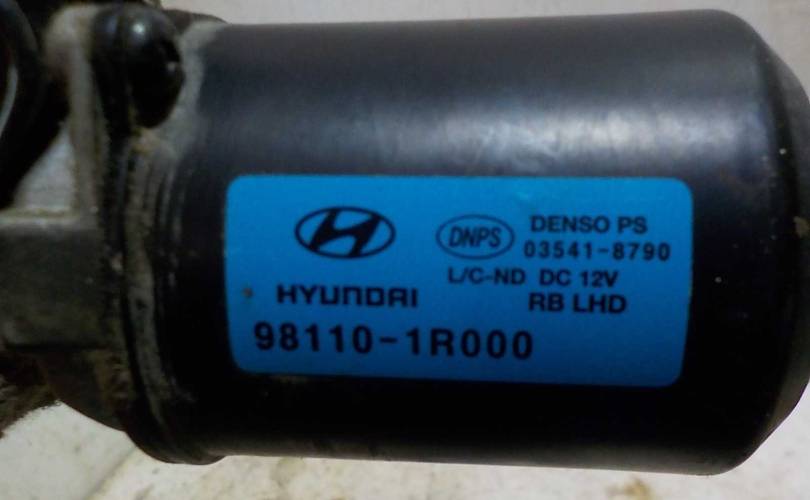 HYUNDAI
DNPS
DENSO PS
03541-8790
L/C-ND DC 12V
RB LHD
98110-1R000